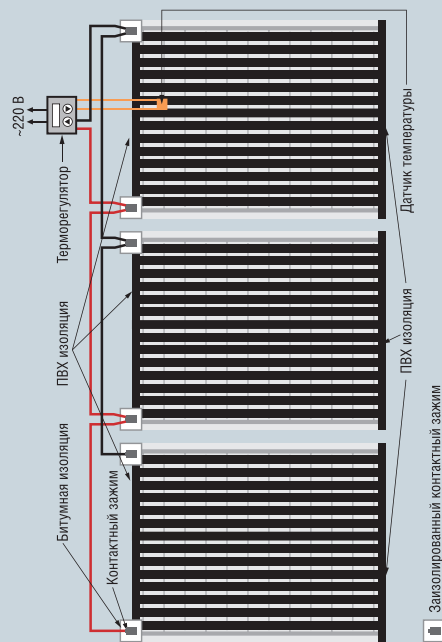 ~220 В
Терморегулятор
Датчик температуры
ПВХ изоляция
ПВХ изоляция
Битумная изоляция
Контактный зажим
Заизолированный контактный зажим